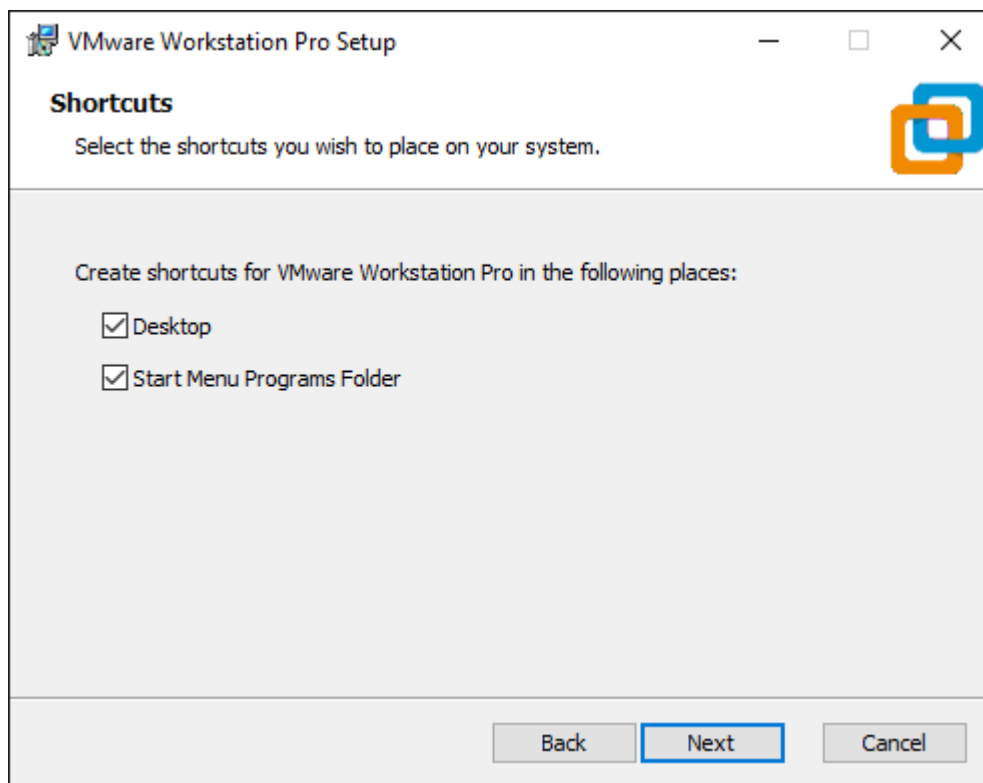 VMware Workstation Pro Setup
Shortcuts
Select the shortcuts you wish to place on your system.
Create shortcuts for VMware Workstation Pro in the following places:
Desktop
Start Menu Programs Folder
Back Next Cancel